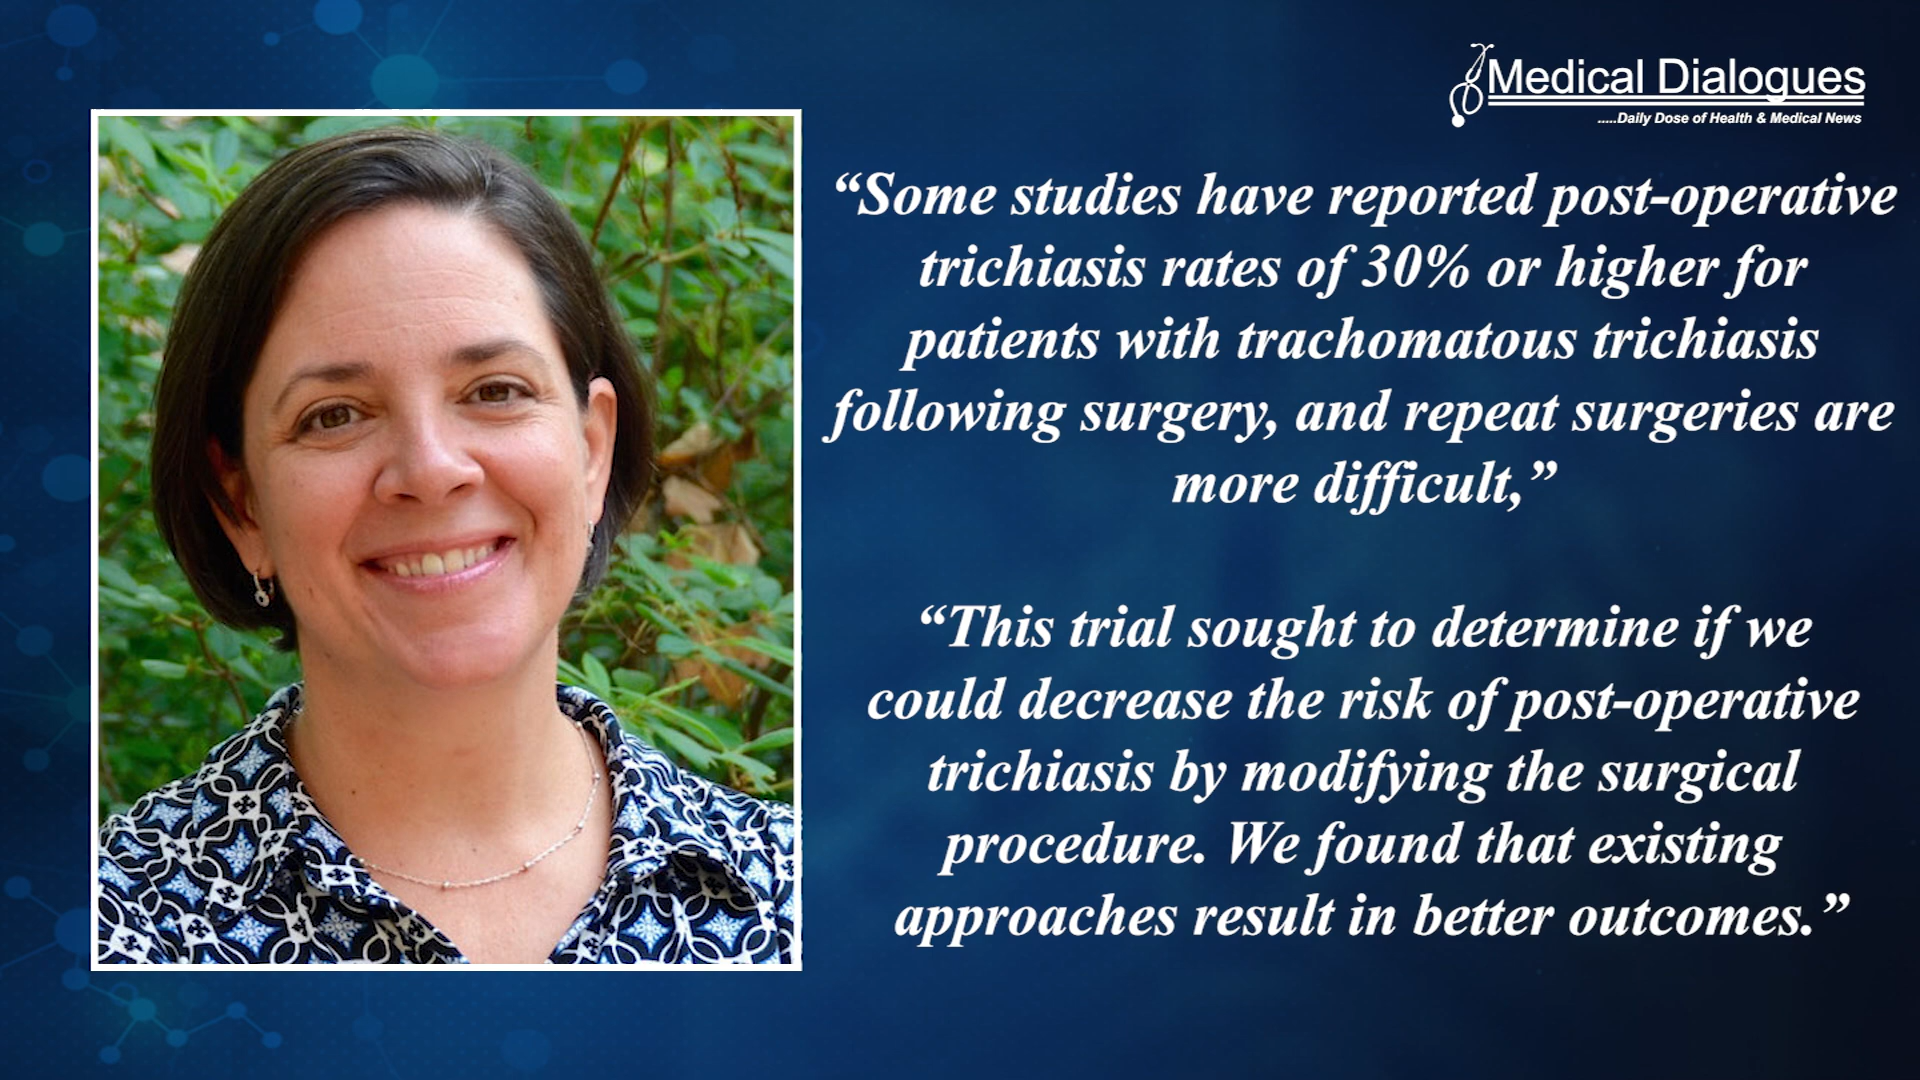 Medical Dialogues
.....Daily Dose of Health & Medical News
“Some studies have reported post-operative
trichiasis rates of 30% or higher for
patients with trachomatous trichiasis
following surgery, and repeat surgeries are
more difficult,”
“This trial sought to determine if we
could decrease the risk of post-operative
trichiasis by modifying the surgical
procedure. We found that existing
approaches result in better outcomes.”